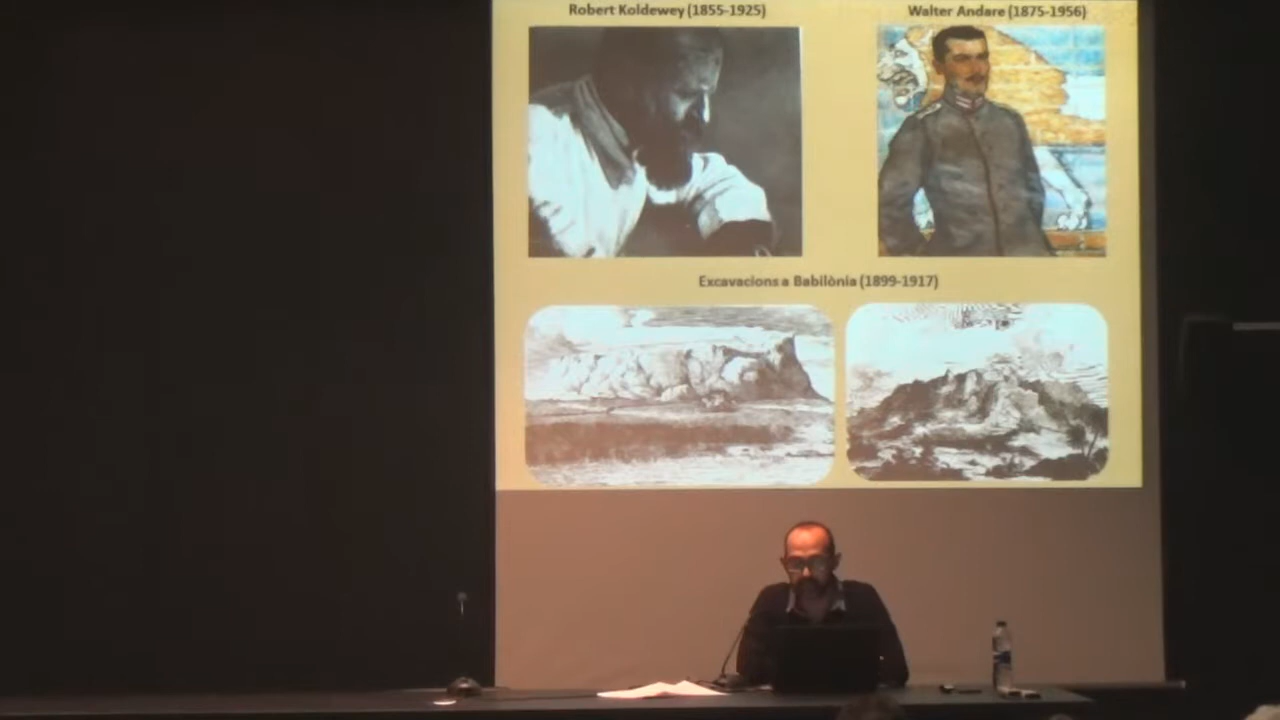 Robert Koldewey (1855-1925)
Walter Andare (1875-1956)
Excavacions a Babilònia (1899-1917)